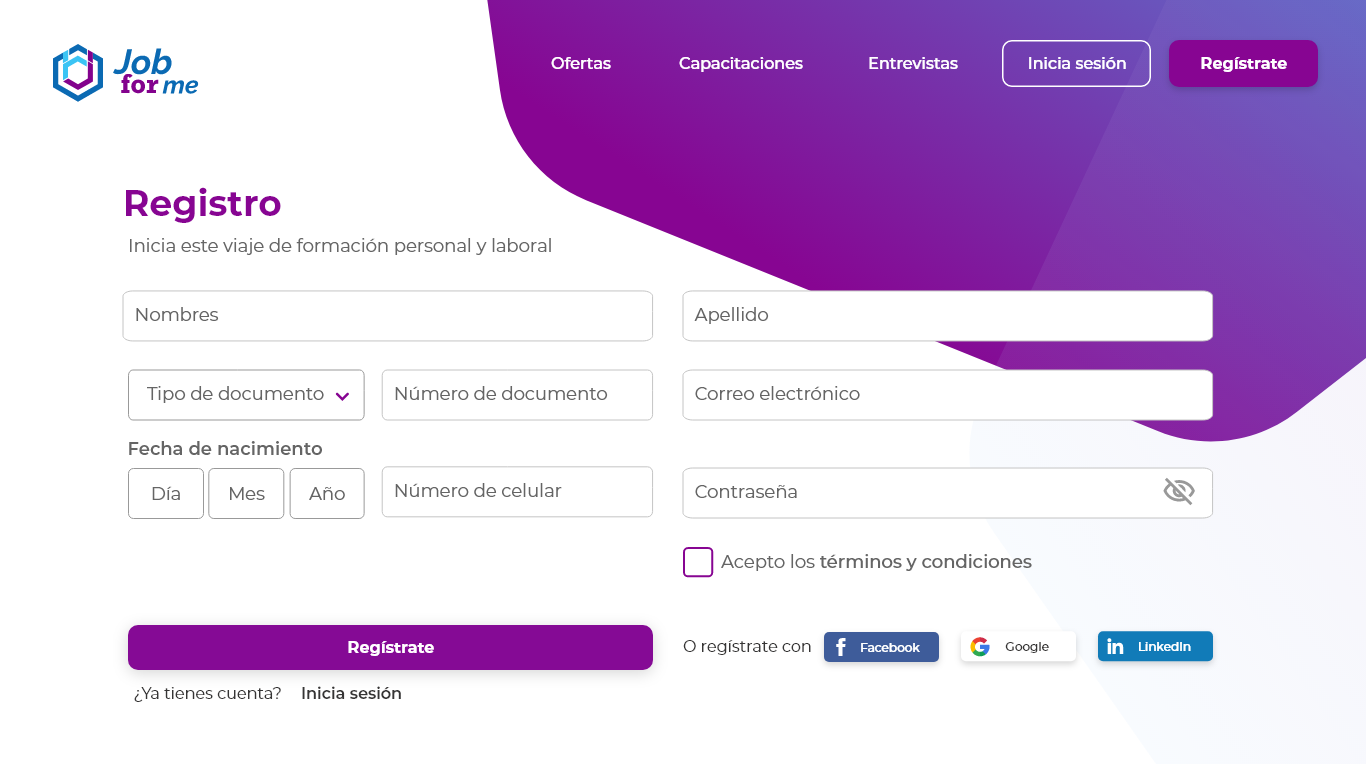 Job
for me
Ofertas
Capacitaciones
Entrevistas
Inicia sesión
Regístrate
Registro
Inicia este viaje de formación personal y laboral
Nombres
Apellido
Tipo de documento
Número de documento
Correo electrónico
Fecha de nacimiento
Día
Mes
Año
Número de celular
Contraseña
Acepto los términos y condiciones
Regístrate
O regístrate con
Facebook
Google
LinkedIn
¿Ya tienes cuenta? Inicia sesión